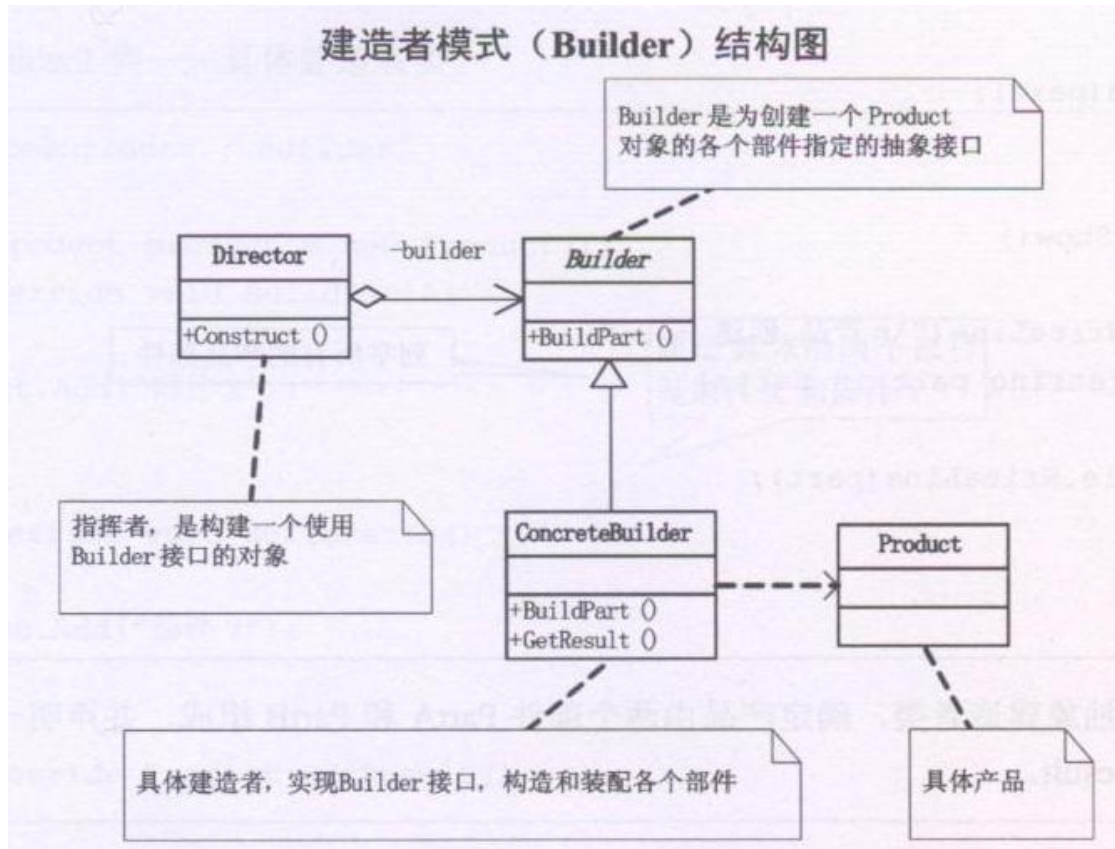 建造者模式（Builder）结构图
Builder 是为创建一个 Product
对象的各个部件指定的抽象接口
Director
-builder
Builder
+Construct ()
+BuildPart ()
指挥者，是构建一个使用
Builder 接口的对象
ConcreteBuilder
Product
+BuildPart ()
+GetResult ()
具体建造者，实现Builder 接口，构造和装配各个部件
具体产品